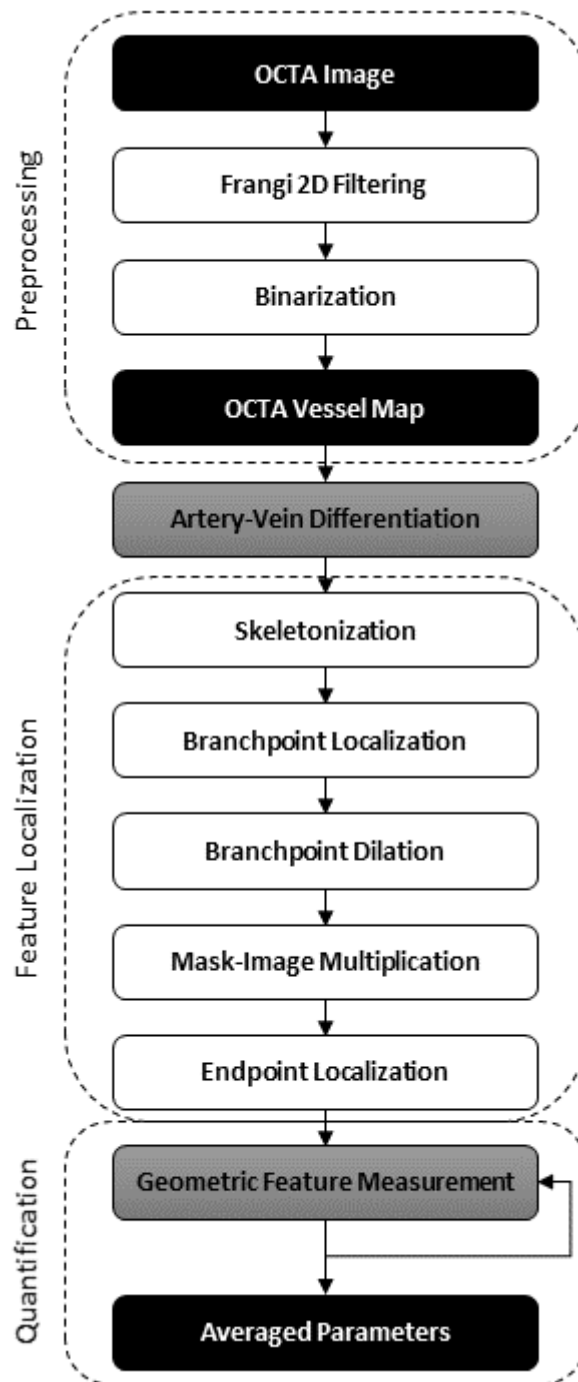 Preprocessing
OCTA Image
Frangi 2D Filtering
Binarization
OCTA Vessel Map
Artery-Vein Differentiation
Feature Localization
Skeletonization
Branchpoint Localization
Branchpoint Dilation
Mask-Image Multiplication
Endpoint Localization
Quantification
Geometric Feature Measurement
Averaged Parameters